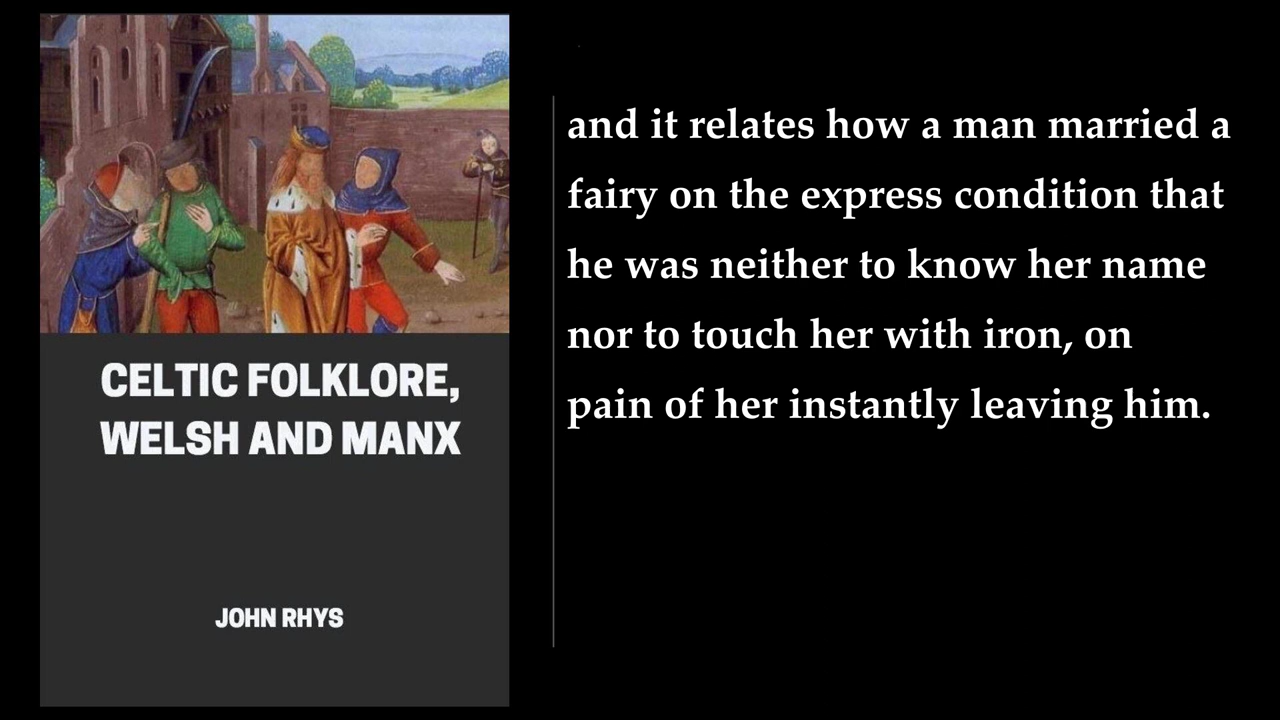 CELTIC FOLKLORE,
WELSH AND MANX
JOHN RHYS
and it relates how a man married a
fairy on the express condition that
he was neither to know her name
nor to touch her with iron, on
pain of her instantly leaving him.